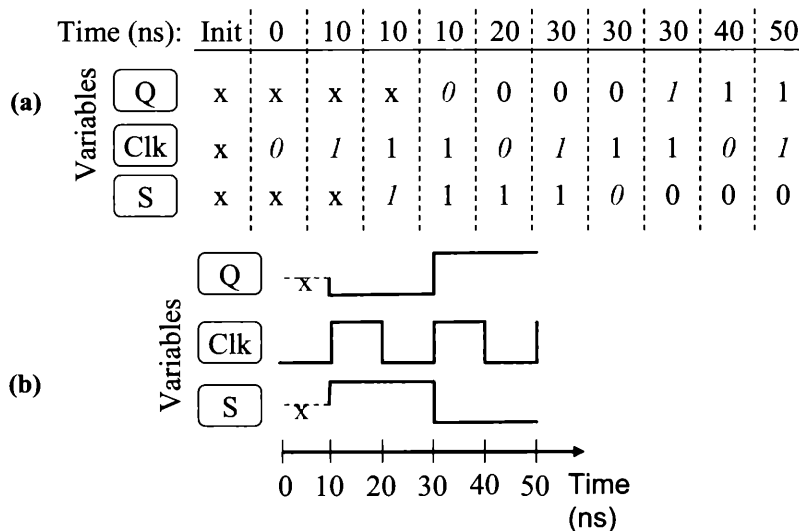 Time (ns): Init 0 10 10 10 20 30 30 30 40 50
(a)
Variables
Q x x x x 0 0 0 0 1 1 1
Clk x 0 1 1 1 0 1 1 1 0 1
S x x x 1 1 1 1 0 0 0 0
(b)
Variables
Q x
Clk
S x
0 10 20 30 40 50 Time
(ns)